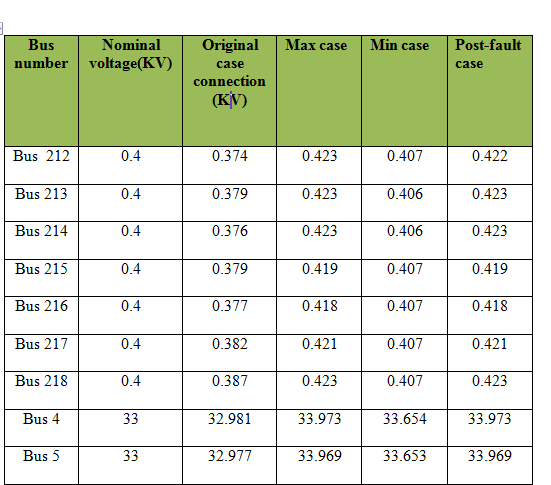 Bus number Nominal voltage(KV) Original case connection (KV) Max case Min case Post-fault case
Bus 212 0.4 0.374 0.423 0.407 0.422
Bus 213 0.4 0.379 0.423 0.406 0.423
Bus 214 0.4 0.376 0.423 0.406 0.423
Bus 215 0.4 0.379 0.419 0.407 0.419
Bus 216 0.4 0.377 0.418 0.407 0.418
Bus 217 0.4 0.382 0.421 0.407 0.421
Bus 218 0.4 0.387 0.423 0.407 0.423
Bus 4 33 32.981 33.973 33.654 33.973
Bus 5 33 32.977 33.969 33.653 33.969